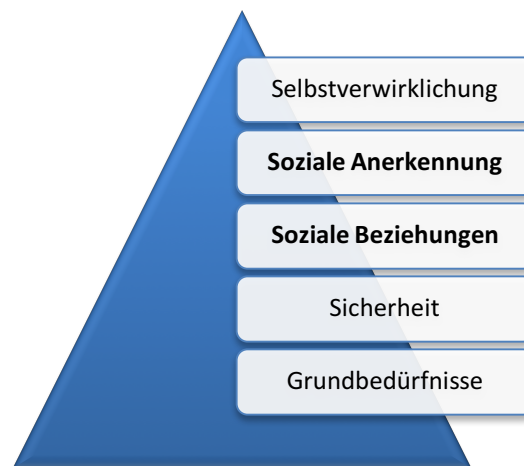 Selbstverwirklichung
Soziale Anerkennung
Soziale Beziehungen
Sicherheit
Grundbedürfnisse